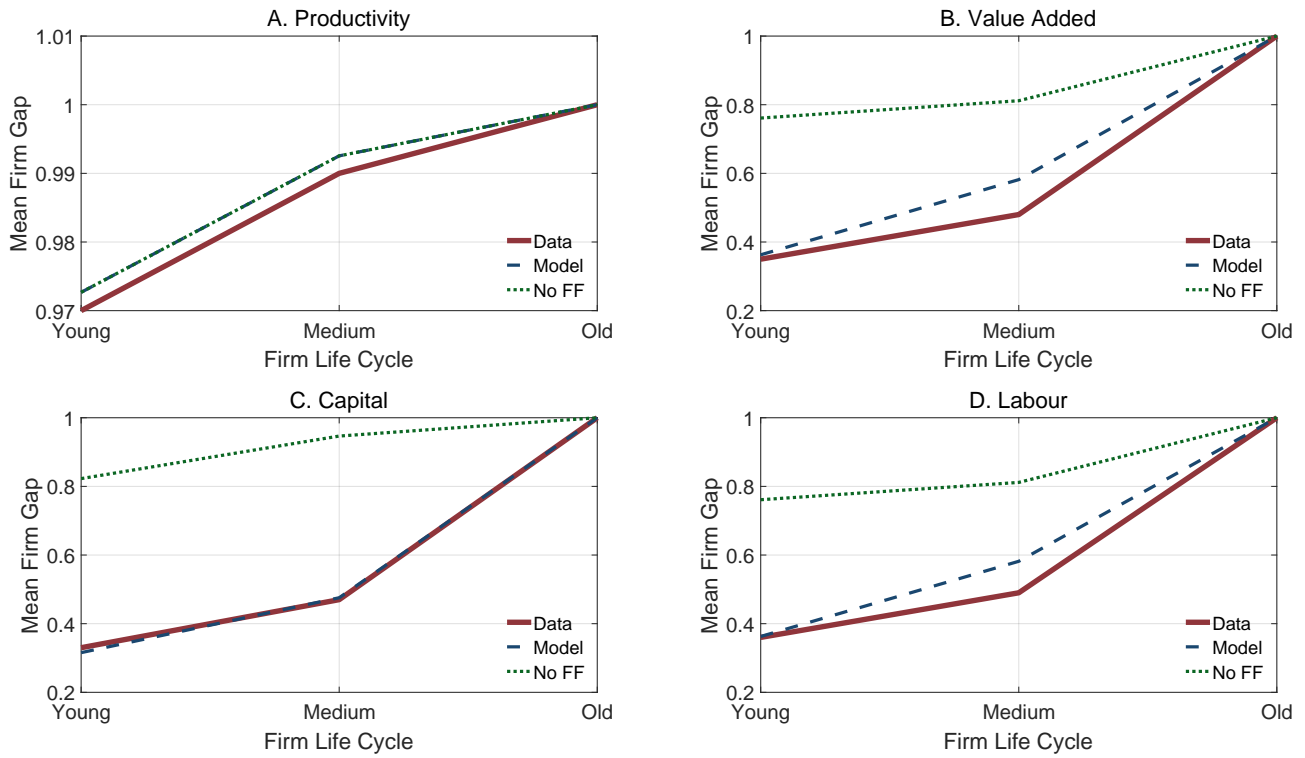 A. Productivity
1.01
1
0.99
0.98
0.97
Mean Firm Gap
Data
Model
No FF
Young
Medium
Old
Firm Life Cycle
B. Value Added
1
0.8
0.6
0.4
0.2
Mean Firm Gap
Data
Model
No FF
Young
Medium
Old
Firm Life Cycle
C. Capital
1
0.8
0.6
0.4
0.2
Mean Firm Gap
Data
Model
No FF
Young
Medium
Old
Firm Life Cycle
D. Labour
1
0.8
0.6
0.4
0.2
Mean Firm Gap
Data
Model
No FF
Young
Medium
Old
Firm Life Cycle